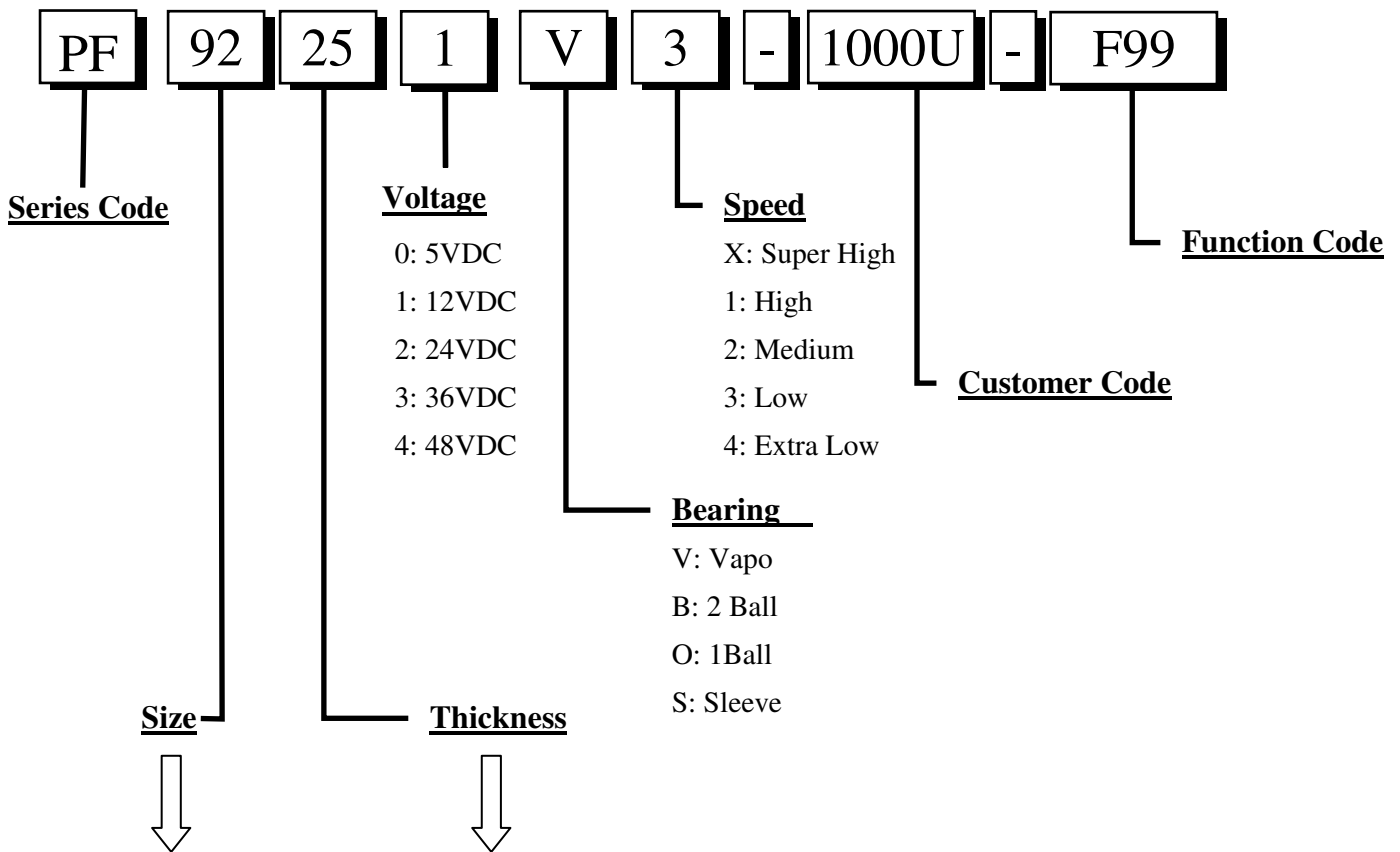 PF 92 25 1 V 3 - 1000U - F99
Series Code
Voltage
0: 5VDC
1: 12VDC
2: 24VDC
3: 36VDC
4: 48VDC
Speed
X: Super High
1: High
2: Medium
3: Low
4: Extra Low
Function Code
Customer Code
Bearing
V: Vapo
B: 2 Ball
O: 1Ball
S: Sleeve
Size
Thickness